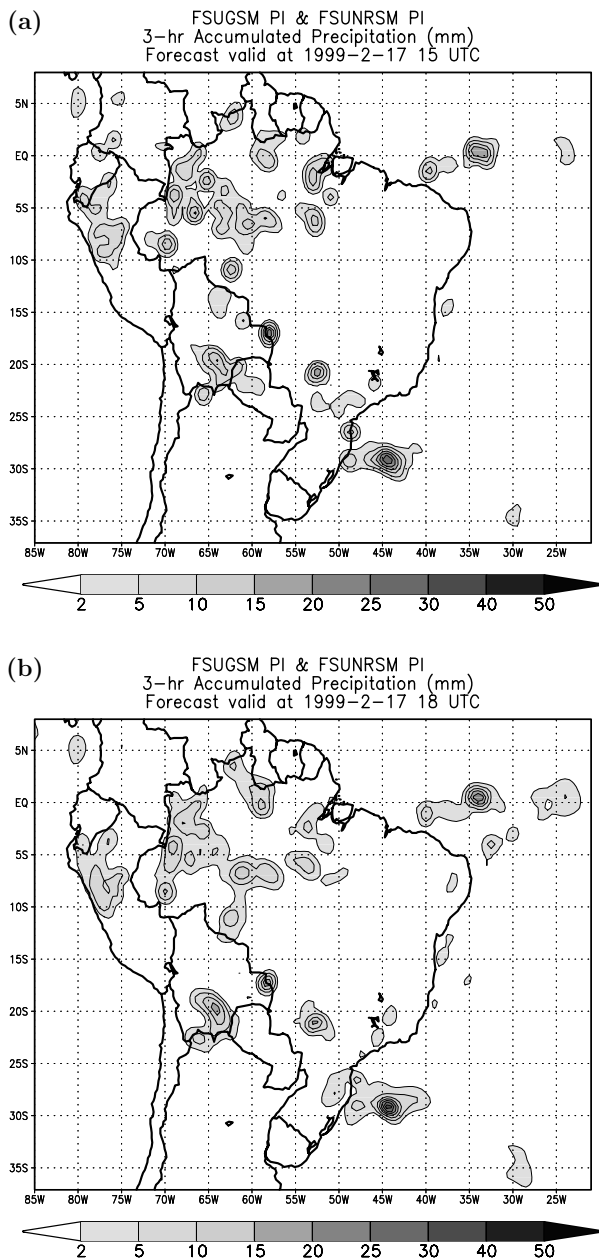 (a)
FSUGSM PI & FSUNRSM PI
3-hr Accumulated Precipitation (mm)
Forecast valid at 1999-2-17 15 UTC
5N
EQ
5S
10S
15S
20S
25S
30S
35S
85W 80W 75W 70W 65W 60W 55W 50W 45W 40W 35W 30W 25W
2 5 10 15 20 25 30 40 50
(b)
FSUGSM PI & FSUNRSM PI
3-hr Accumulated Precipitation (mm)
Forecast valid at 1999-2-17 18 UTC
5N
EQ
5S
10S
15S
20S
25S
30S
35S
85W 80W 75W 70W 65W 60W 55W 50W 45W 40W 35W 30W 25W
2 5 10 15 20 25 30 40 50